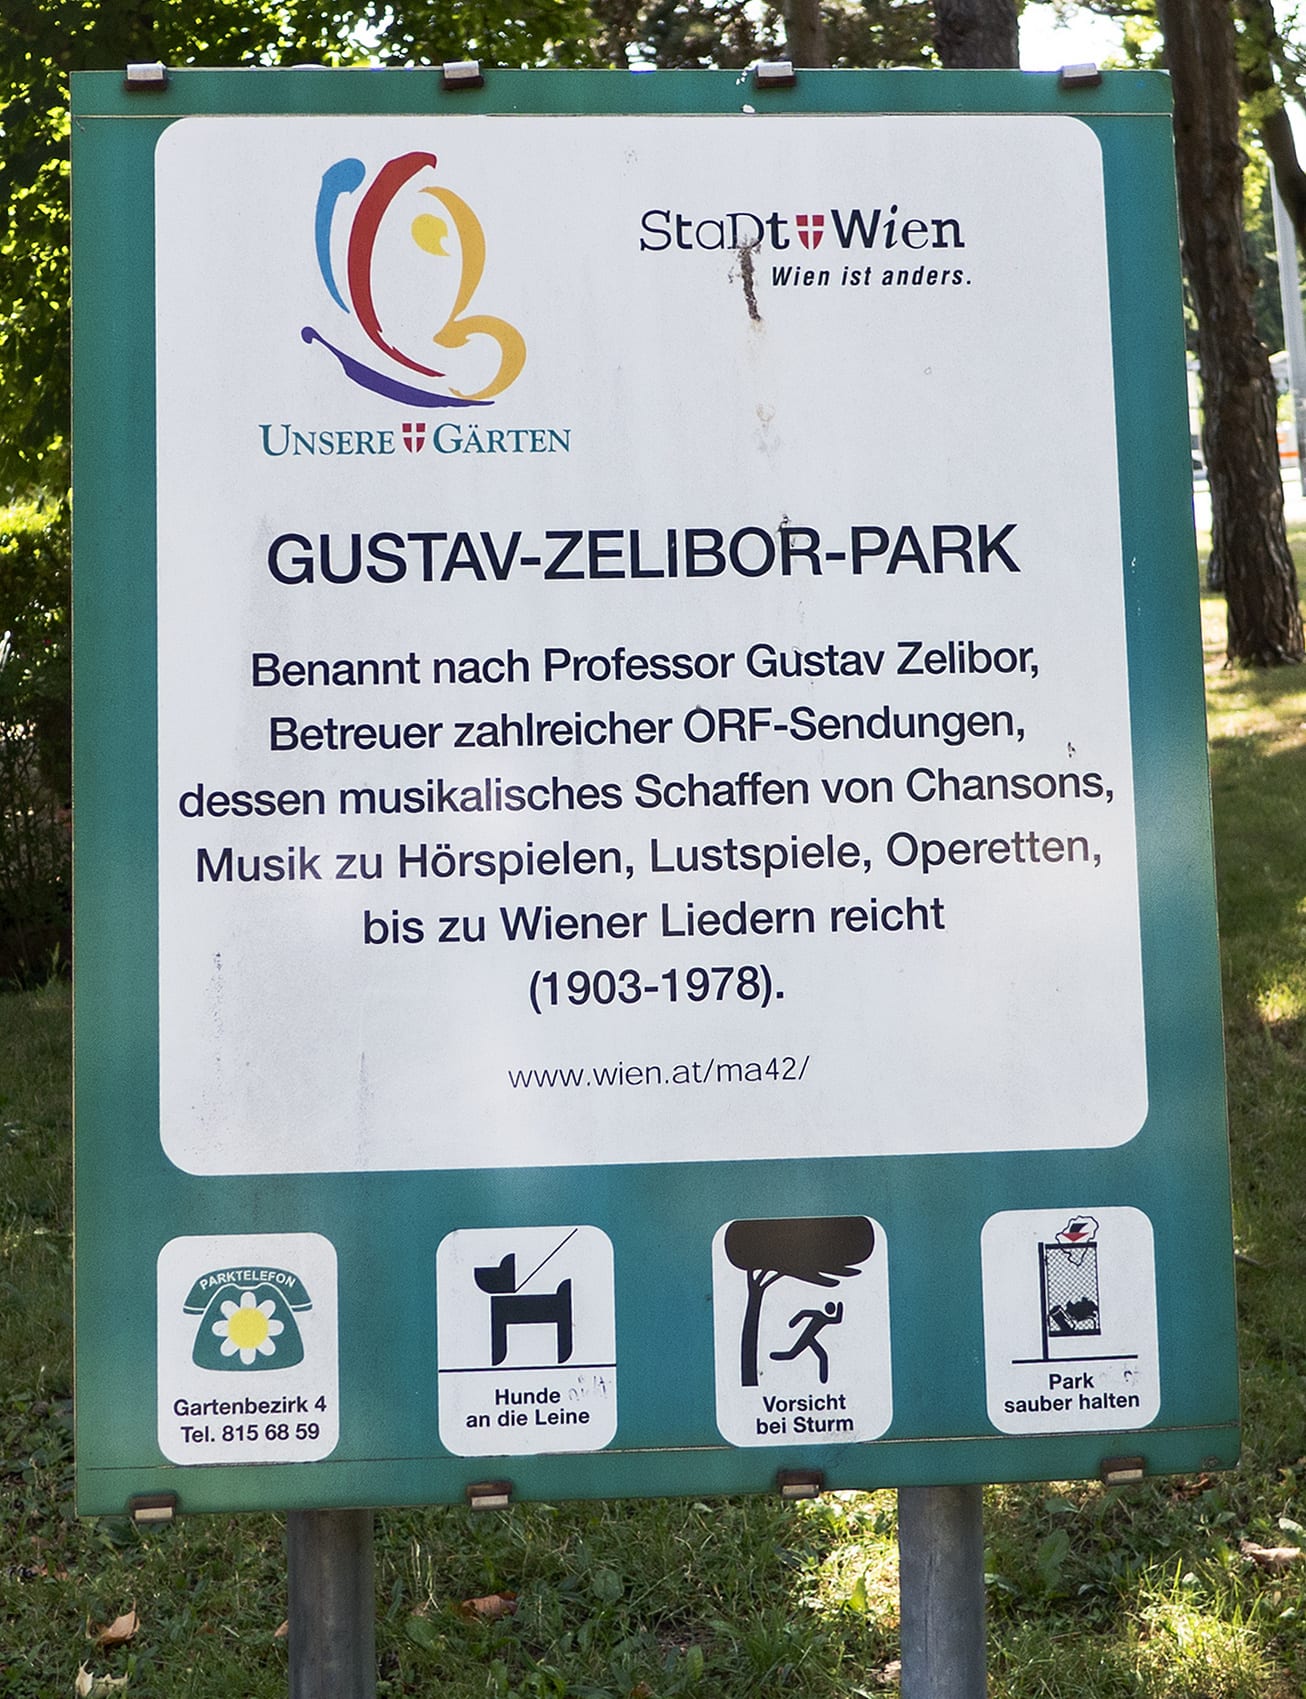 StaDt Wien
Wien ist anders.
UNSERE GÄRTEN
GUSTAV-ZELIBOR-PARK
Benannt nach Professor Gustav Zelibor,
Betreuer zahlreicher ORF-Sendungen,
dessen musikalisches Schaffen von Chansons,
Musik zu Hörspielen, Lustspiele, Operetten,
bis zu Wiener Liedern reicht
(1903-1978).
www.wien.at/ma42/
PARKTELEFON
Gartenbezirk 4
Tel. 815 68 59
Hunde
an die Leine
Vorsicht
bei Sturm
Park
sauber halten